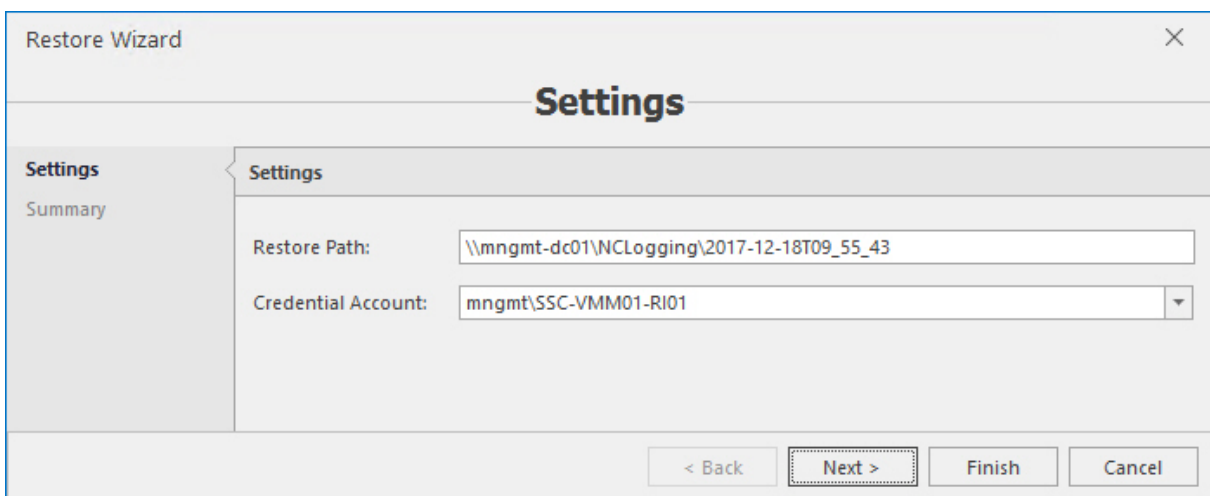 Restore Wizard
Settings
Settings
Summary
Settings
Restore Path: \\mngmt-dc01\NCLogging\2017-12-18T09_55_43
Credential Account: mngmt\SSC-VMM01-RI01
< Back Next > Finish Cancel